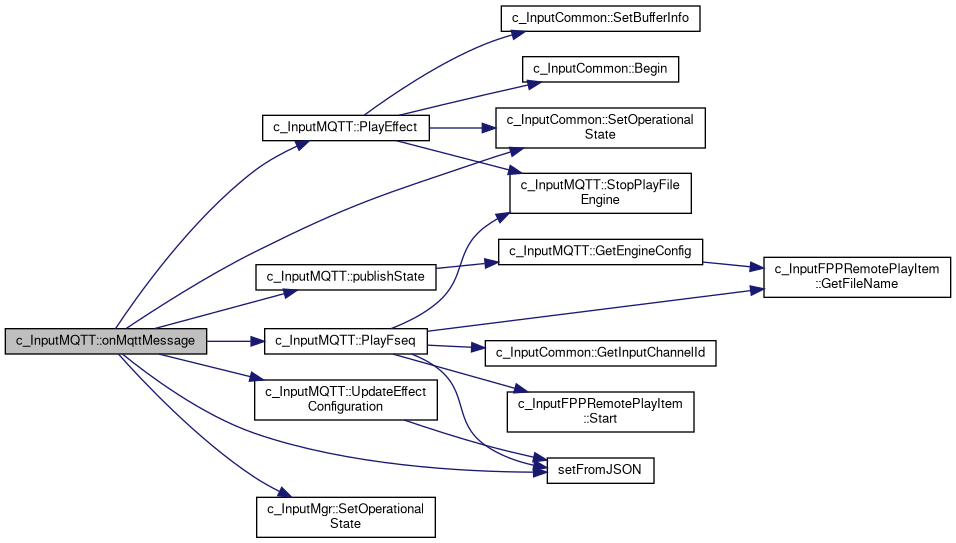 c_InputCommon::SetBufferInfo
c_InputCommon::Begin
c_InputMQTT::PlayEffect
c_InputCommon::SetOperational
State
c_InputMQTT::StopPlayFile
Engine
c_InputMQTT::GetEngineConfig
c_InputMQTT::publishState
c_InputFPPRemotePlayItem
::GetFileName
c_InputMQTT::onMqttMessage
c_InputMQTT::PlayFseq
c_InputCommon::GetInputChannelId
c_InputMQTT::UpdateEffect
Configuration
c_InputFPPRemotePlayItem
::Start
setFromJSON
c_InputMgr::SetOperational
State